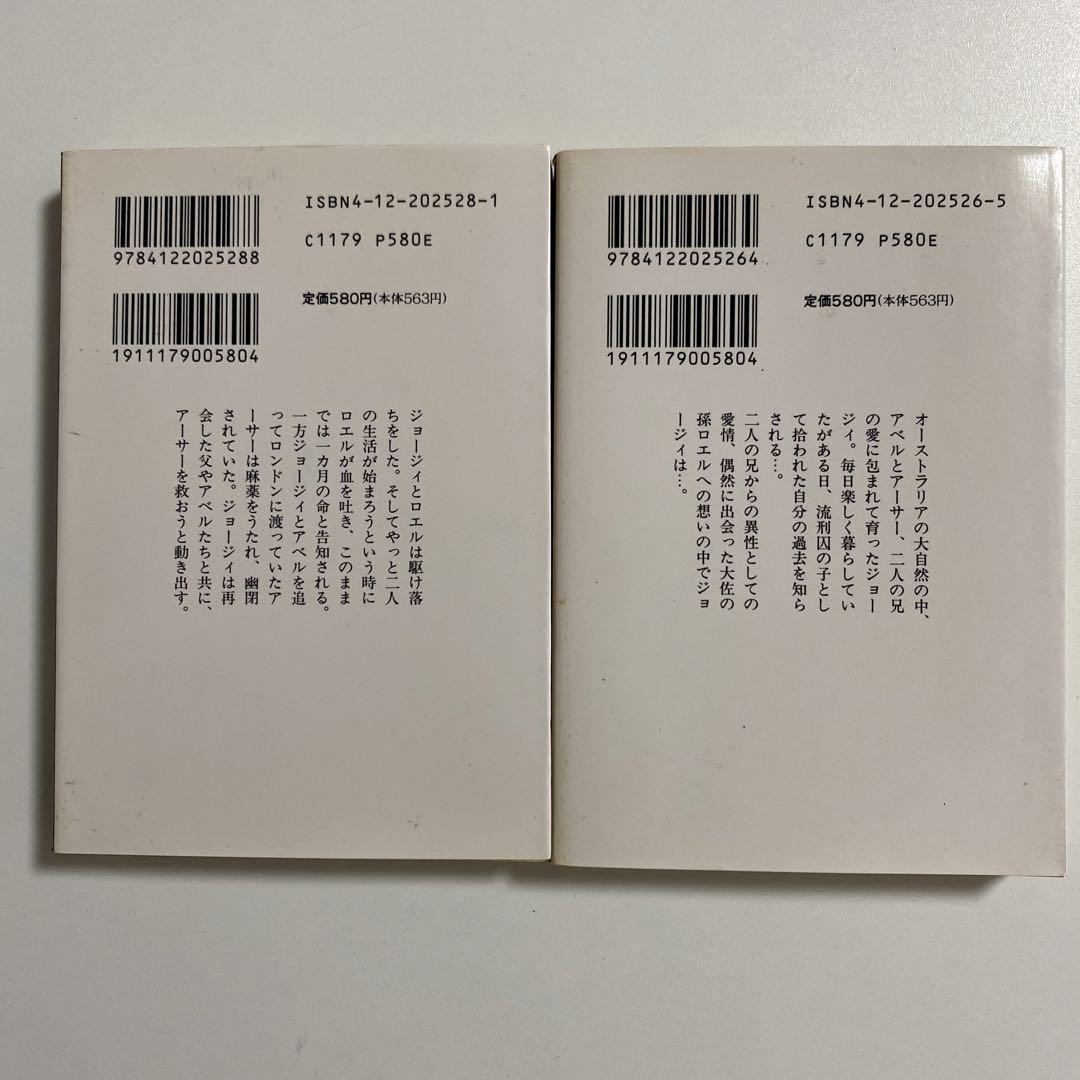 ISBN4-12-202528-1
C1179 P580E
9784122025288
定価580円(本体563円)
1911179005804
ジョージィとロエルは駆け落
ちをした。そしてやっと二人
の生活が始まろうという時に
ロエルが血を吐き、このまま
では一カ月の命と告知される。
一方ジョージィとアベルを追
ってロンドンに渡っていたア
ーサーは麻薬をうたれ、幽閉
されていた。ジョージィは再
会した父やアベルたちと共に、
アーサーを救おうと動き出す。
ISBN4-12-202526-5
C1179 P580E
9784122025264
定価580円(本体563円)
1911179005804
オーストラリアの大自然の中、
アベルとアーサー、二人の兄
の愛に包まれて育ったジョー
ジィ。毎日楽しく暮らしてい
たがある日、流刑囚の子とし
て拾われた自分の過去を知ら
される…。
二人の兄からの異性としての
愛情、偶然に出会った大佐の
孫ロエルへの想いの中でジョ
ージィは…。